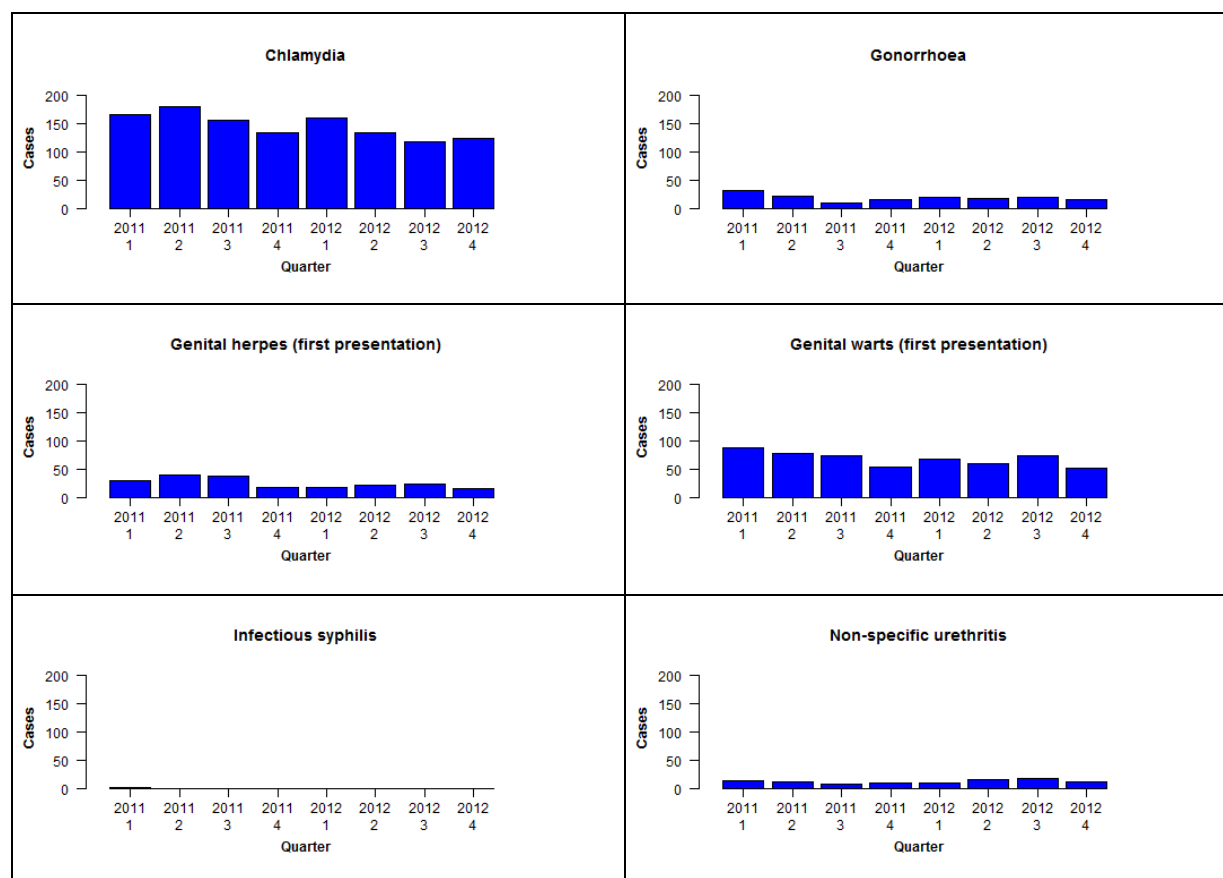 Chlamydia
Cases
200
150
100
50
0
2011 2011 2011 2011 2012 2012 2012 2012
1 2 3 4 1 2 3 4
Quarter
Gonorrhoea
Cases
200
150
100
50
0
2011 2011 2011 2011 2012 2012 2012 2012
1 2 3 4 1 2 3 4
Quarter
Genital herpes (first presentation)
Cases
200
150
100
50
0
2011 2011 2011 2011 2012 2012 2012 2012
1 2 3 4 1 2 3 4
Quarter
Genital warts (first presentation)
Cases
200
150
100
50
0
2011 2011 2011 2011 2012 2012 2012 2012
1 2 3 4 1 2 3 4
Quarter
Infectious syphilis
Cases
200
150
100
50
0
2011 2011 2011 2011 2012 2012 2012 2012
1 2 3 4 1 2 3 4
Quarter
Non-specific urethritis
Cases
200
150
100
50
0
2011 2011 2011 2011 2012 2012 2012 2012
1 2 3 4 1 2 3 4
Quarter